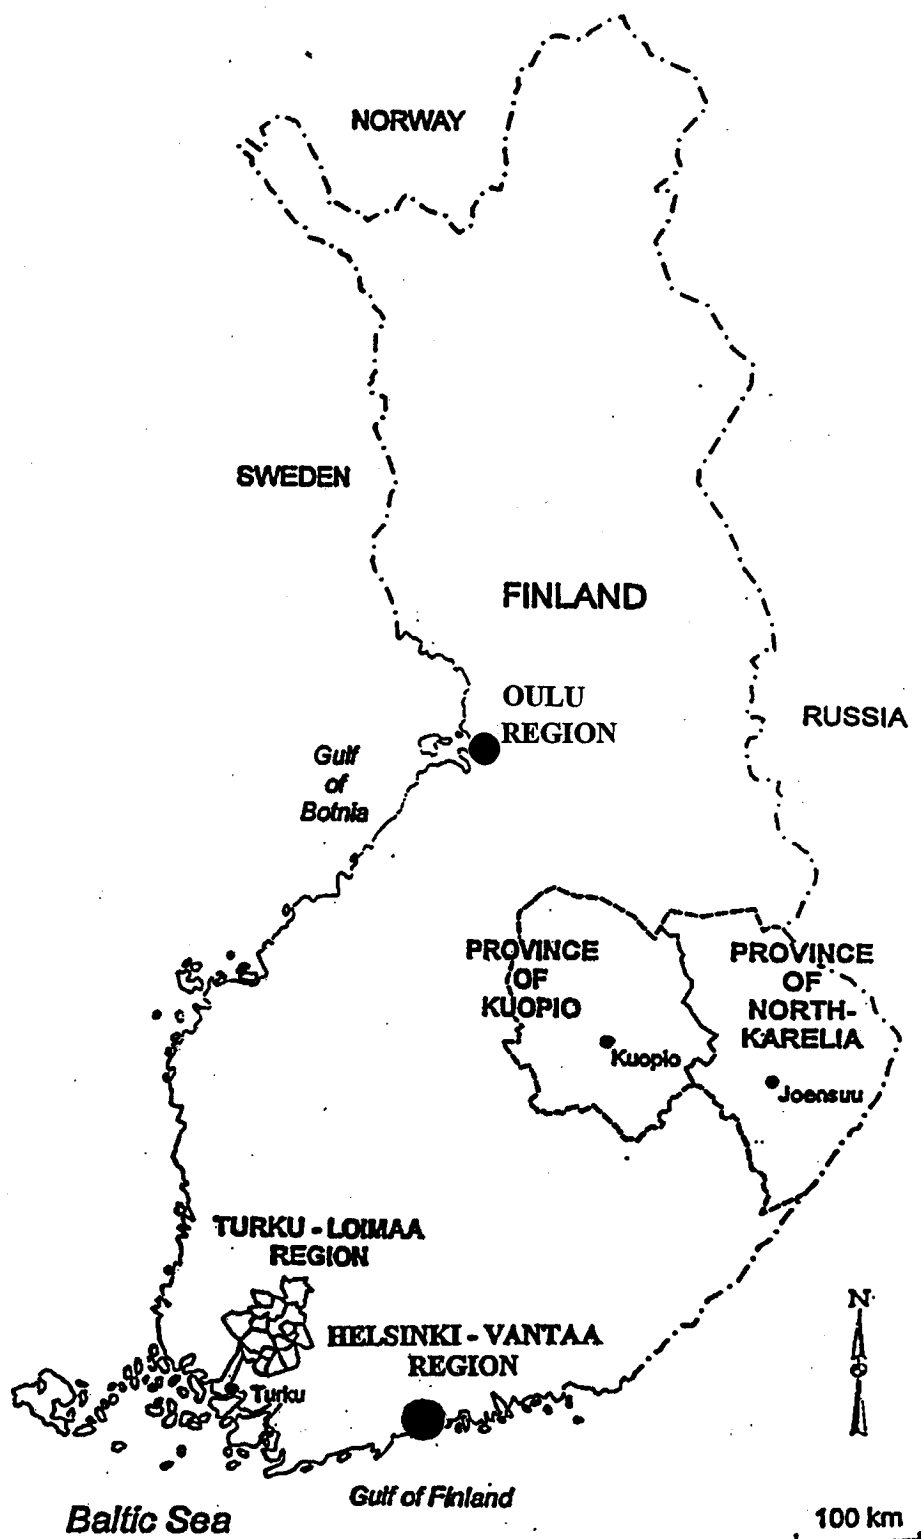 NORWAY
SWEDEN
FINLAND
OULU
REGION
RUSSIA
Gulf
of
Botnia
PROVINCE
OF
KUOPIO
Kuopio
PROVINCE
OF
NORTH-
KARELIA
Joensuu
TURKU - LOIMAA
REGION
HELSINKI - VANTAA
REGION
Turku
N
Gulf of Finland
Baltic Sea
100 km